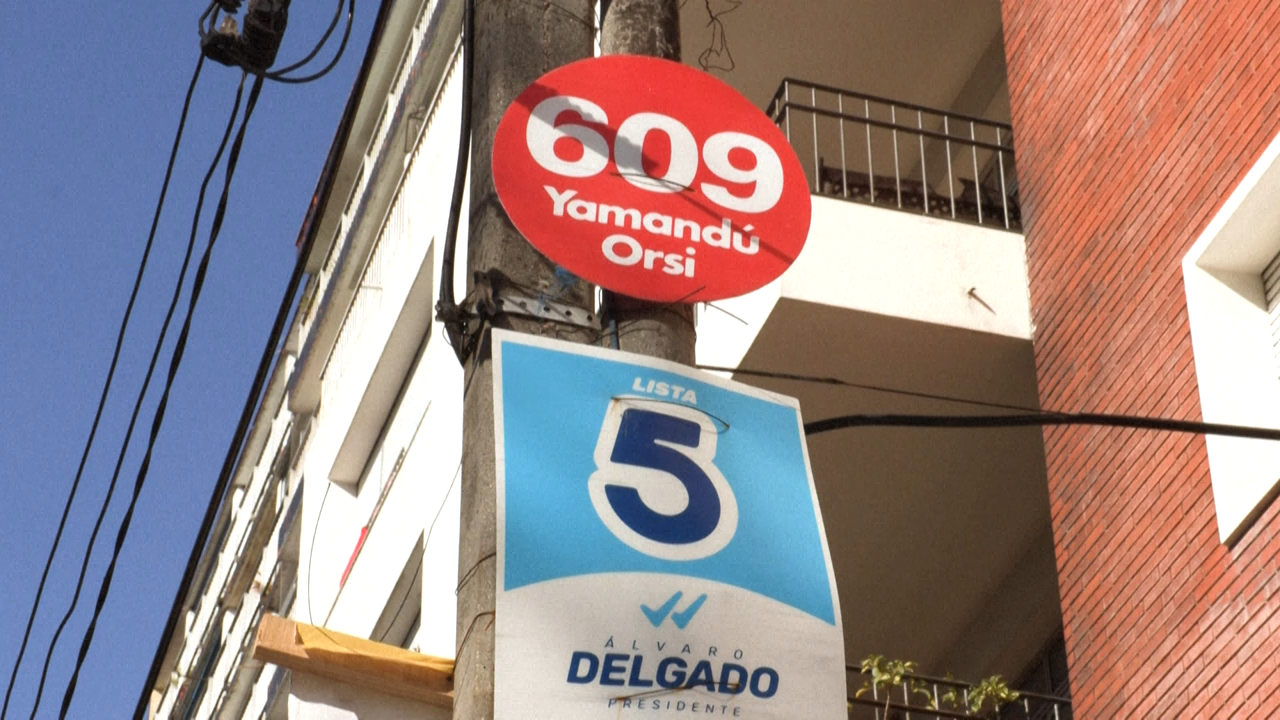 609
Yamandú
Orsi
LISTA
5
ÁLVARO
DELGADO
PRESIDENTE